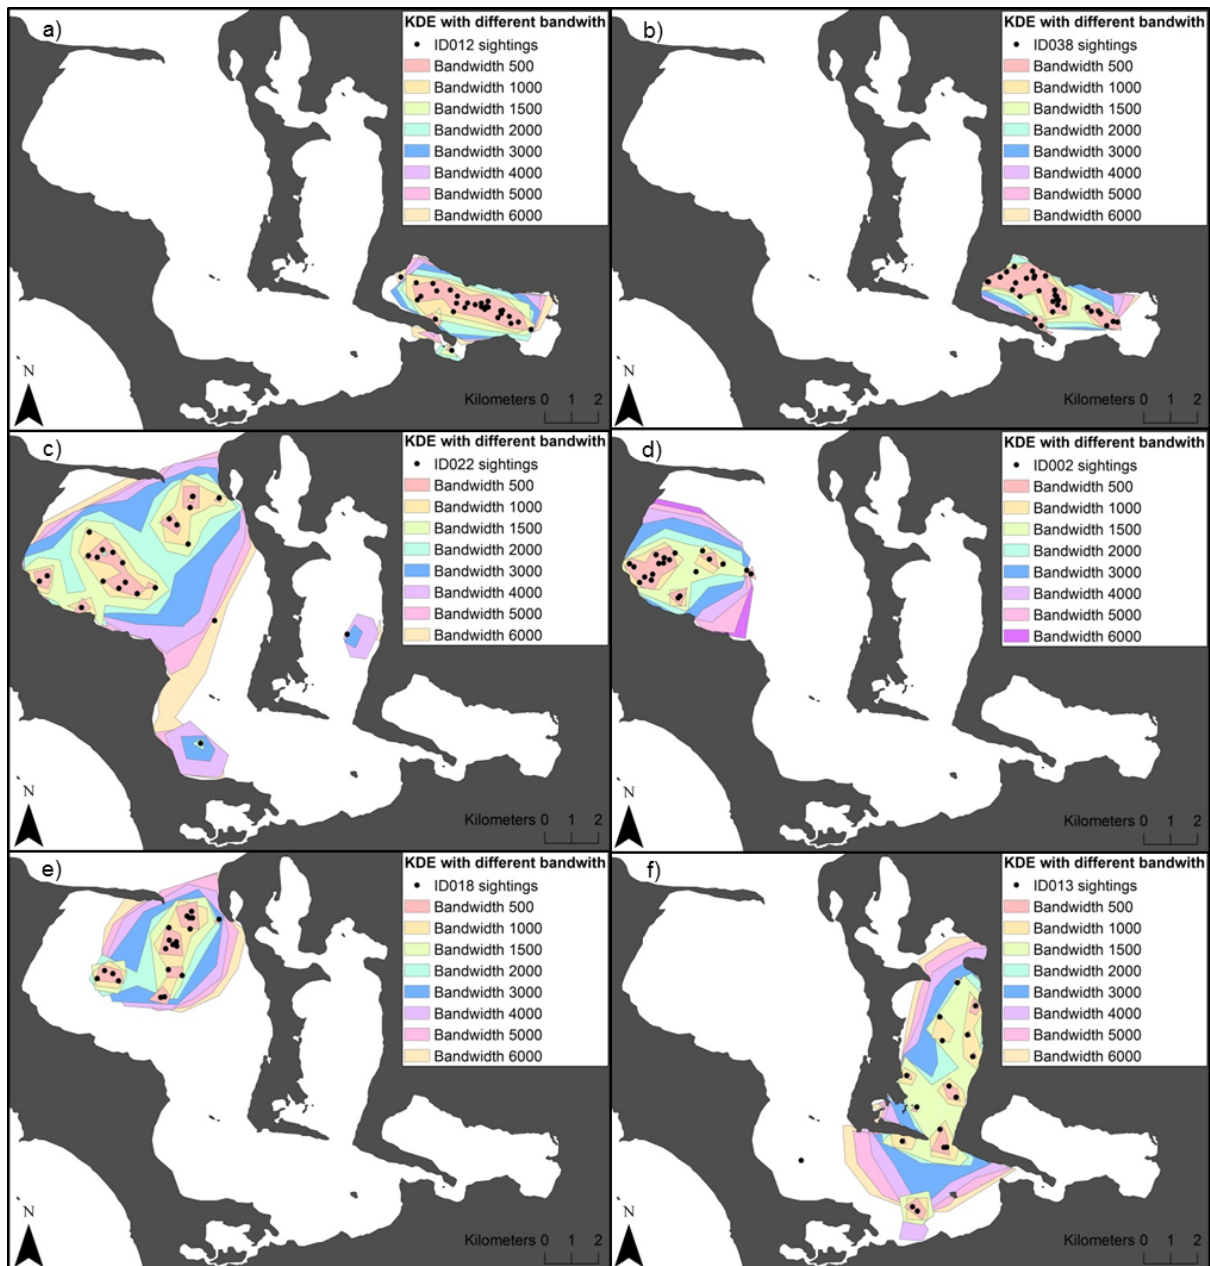 a)
KDE with different bandwith
ID012 sightings
Bandwidth 500
Bandwidth 1000
Bandwidth 1500
Bandwidth 2000
Bandwidth 3000
Bandwidth 4000
Bandwidth 5000
Bandwidth 6000
N
Kilometers 0 1 2
b)
KDE with different bandwith
ID038 sightings
Bandwidth 500
Bandwidth 1000
Bandwidth 1500
Bandwidth 2000
Bandwidth 3000
Bandwidth 4000
Bandwidth 5000
Bandwidth 6000
N
Kilometers 0 1 2
c)
KDE with different bandwith
ID022 sightings
Bandwidth 500
Bandwidth 1000
Bandwidth 1500
Bandwidth 2000
Bandwidth 3000
Bandwidth 4000
Bandwidth 5000
Bandwidth 6000
N
Kilometers 0 1 2
d)
KDE with different bandwith
ID002 sightings
Bandwidth 500
Bandwidth 1000
Bandwidth 1500
Bandwidth 2000
Bandwidth 3000
Bandwidth 4000
Bandwidth 5000
Bandwidth 6000
N
Kilometers 0 1 2
e)
KDE with different bandwith
ID018 sightings
Bandwidth 500
Bandwidth 1000
Bandwidth 1500
Bandwidth 2000
Bandwidth 3000
Bandwidth 4000
Bandwidth 5000
Bandwidth 6000
N
Kilometers 0 1 2
f)
KDE with different bandwith
ID013 sightings
Bandwidth 500
Bandwidth 1000
Bandwidth 1500
Bandwidth 2000
Bandwidth 3000
Bandwidth 4000
Bandwidth 5000
Bandwidth 6000
N
Kilometers 0 1 2